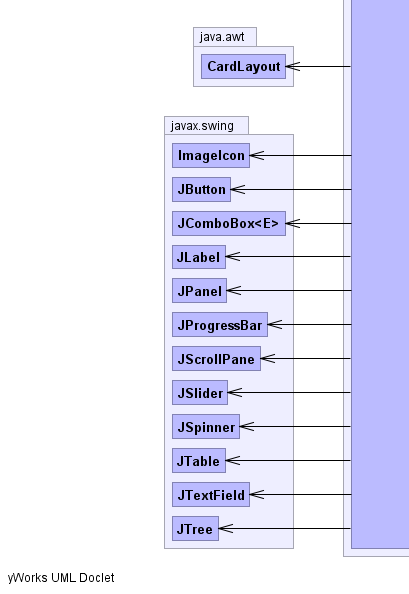 java.awt
CardLayout
javax.swing
ImageIcon
JButton
JComboBox<E>
JLabel
JPanel
JProgressBar
JScrollPane
JSlider
JSpinner
JTable
JTextField
JTree
yWorks UML Doclet